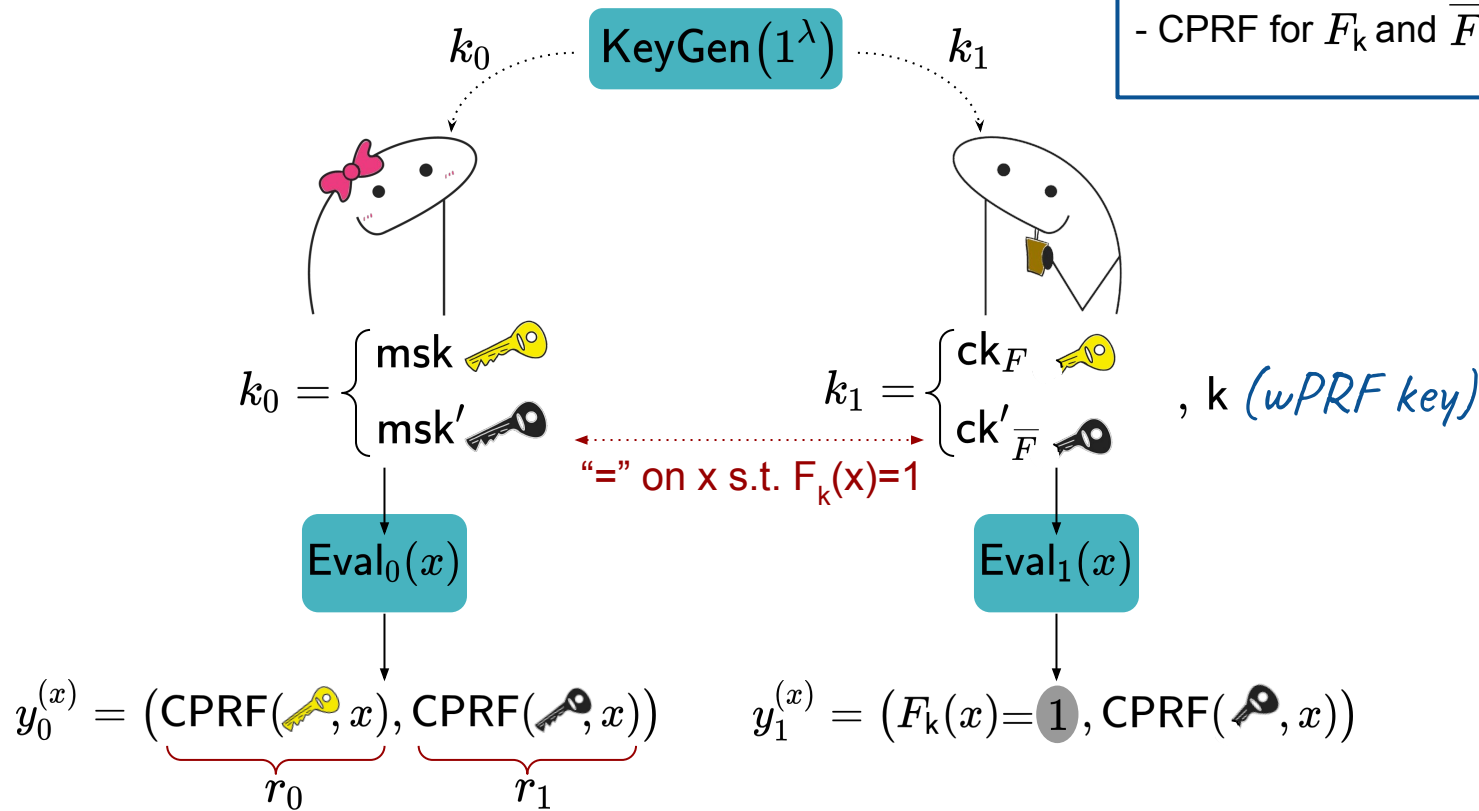 - CPRF for F_k and F̅
KeyGen(1^λ)
k_0
k_1
k_0 = { msk
msk′
k_1 = { ck_F
ck′_F̅
, k (wPRF key)
“=” on x s.t. F_k(x)=1
Eval_0(x)
Eval_1(x)
y_0^(x) = (CPRF( , x), CPRF( , x))
r_0
r_1
y_1^(x) = (F_k(x)=1, CPRF( , x))